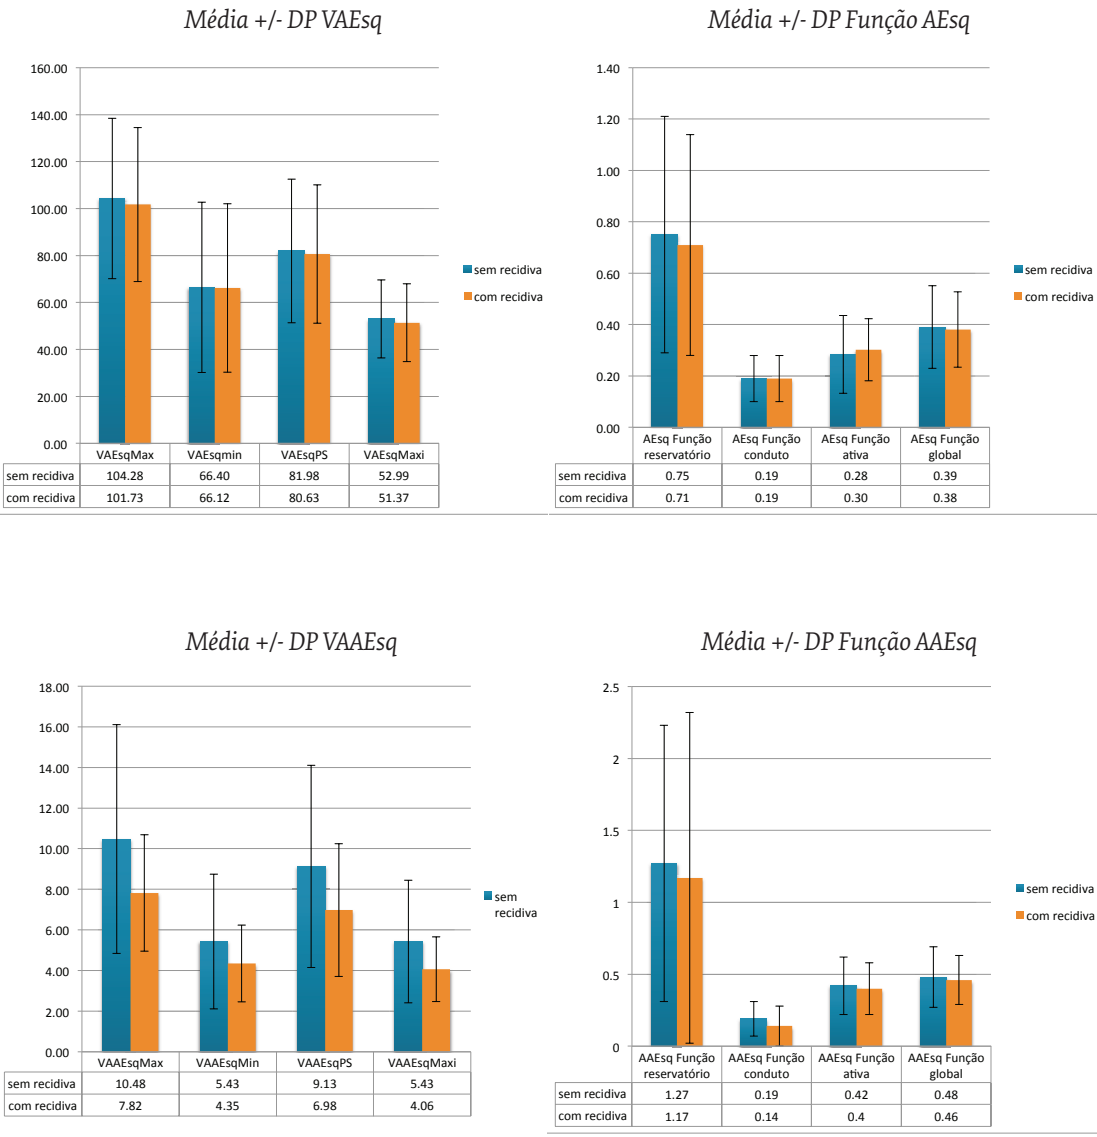 Média +/- DP VAEsq
160.00
140.00
120.00
100.00
80.00
60.00
40.00
20.00
0.00
sem recidiva
com recidiva
VAEsqMax VAEsqmin VAEsqPS VAEsqMaxi
sem recidiva 104.28 66.40 81.98 52.99
com recidiva 101.73 66.12 80.63 51.37
Média +/- DP Função AEsq
1.40
1.20
1.00
0.80
0.60
0.40
0.20
0.00
sem recidiva
com recidiva
AEsq Função AEsq Função AEsq Função AEsq Função
reservatório conduto ativa global
sem recidiva 0.75 0.19 0.28 0.39
com recidiva 0.71 0.19 0.30 0.38
Média +/- DP VAAEsq
18.00
16.00
14.00
12.00
10.00
8.00
6.00
4.00
2.00
0.00
sem
recidiva
VAAEsqMax VAAEsqMin VAAEsqPS VAAEsqMaxi
sem recidiva 10.48 5.43 9.13 5.43
com recidiva 7.82 4.35 6.98 4.06
Média +/- DP Função AAEsq
2.5
2
1.5
1
0.5
0
sem recidiva
com recidiva
AAEsq Função AAEsq Função AAEsq Função AAEsq Função
reservatório conduto ativa global
sem recidiva 1.27 0.19 0.42 0.48
com recidiva 1.17 0.14 0.4 0.46